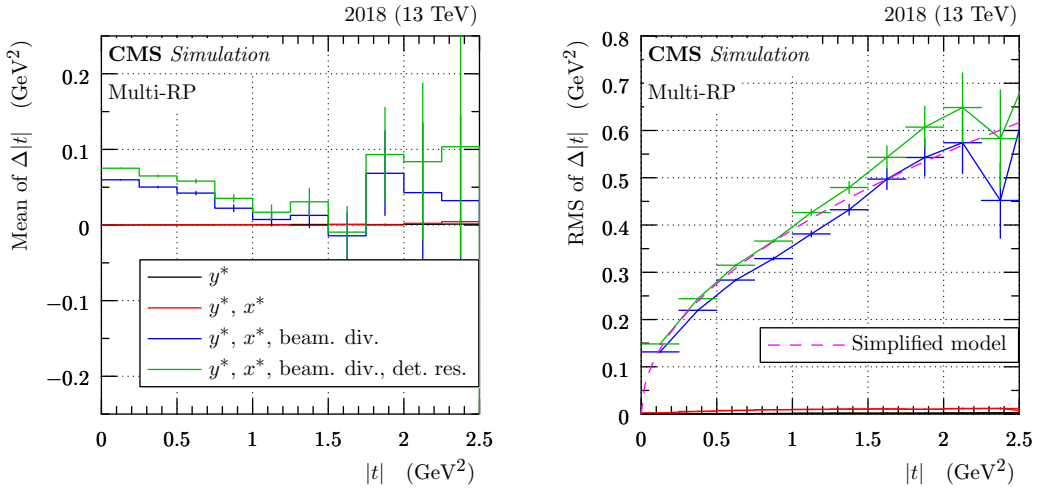 2018 (13 TeV)
CMS Simulation
Multi-RP
Mean of Δ|t| (GeV²)
0.2
0.1
0
−0.1
−0.2
y*
y*, x*
y*, x*, beam. div.
y*, x*, beam. div., det. res.
0 0.5 1 1.5 2 2.5
|t| (GeV²)
2018 (13 TeV)
CMS Simulation
Multi-RP
RMS of Δ|t| (GeV²)
0.8
0.7
0.6
0.5
0.4
0.3
0.2
0.1
0
Simplified model
0 0.5 1 1.5 2 2.5
|t| (GeV²)